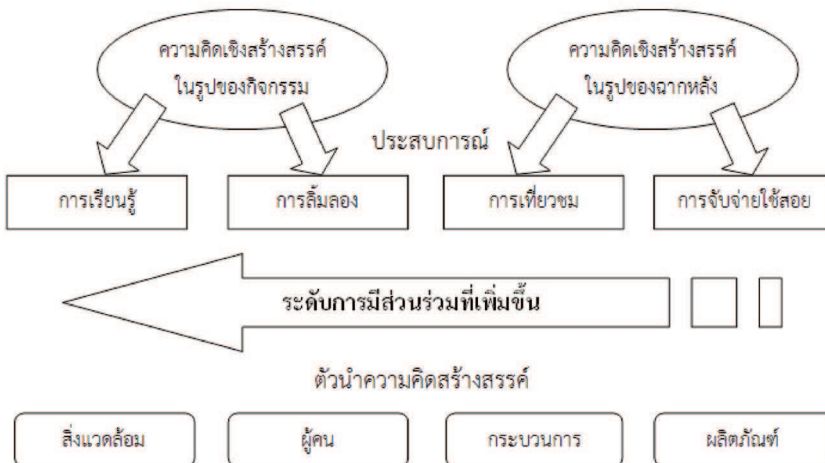 ความคิดเชิงสร้างสรรค์
ในรูปของกิจกรรม
ความคิดเชิงสร้างสรรค์
ในรูปของฉากหลัง
ประสบการณ์
การเรียนรู้
การลิ้มลอง
การเที่ยวชม
การจับจ่ายใช้สอย
ระดับการมีส่วนร่วมที่เพิ่มขึ้น
ตัวนำความคิดสร้างสรรค์
สิ่งแวดล้อม
ผู้คน
กระบวนการ
ผลิตภัณฑ์